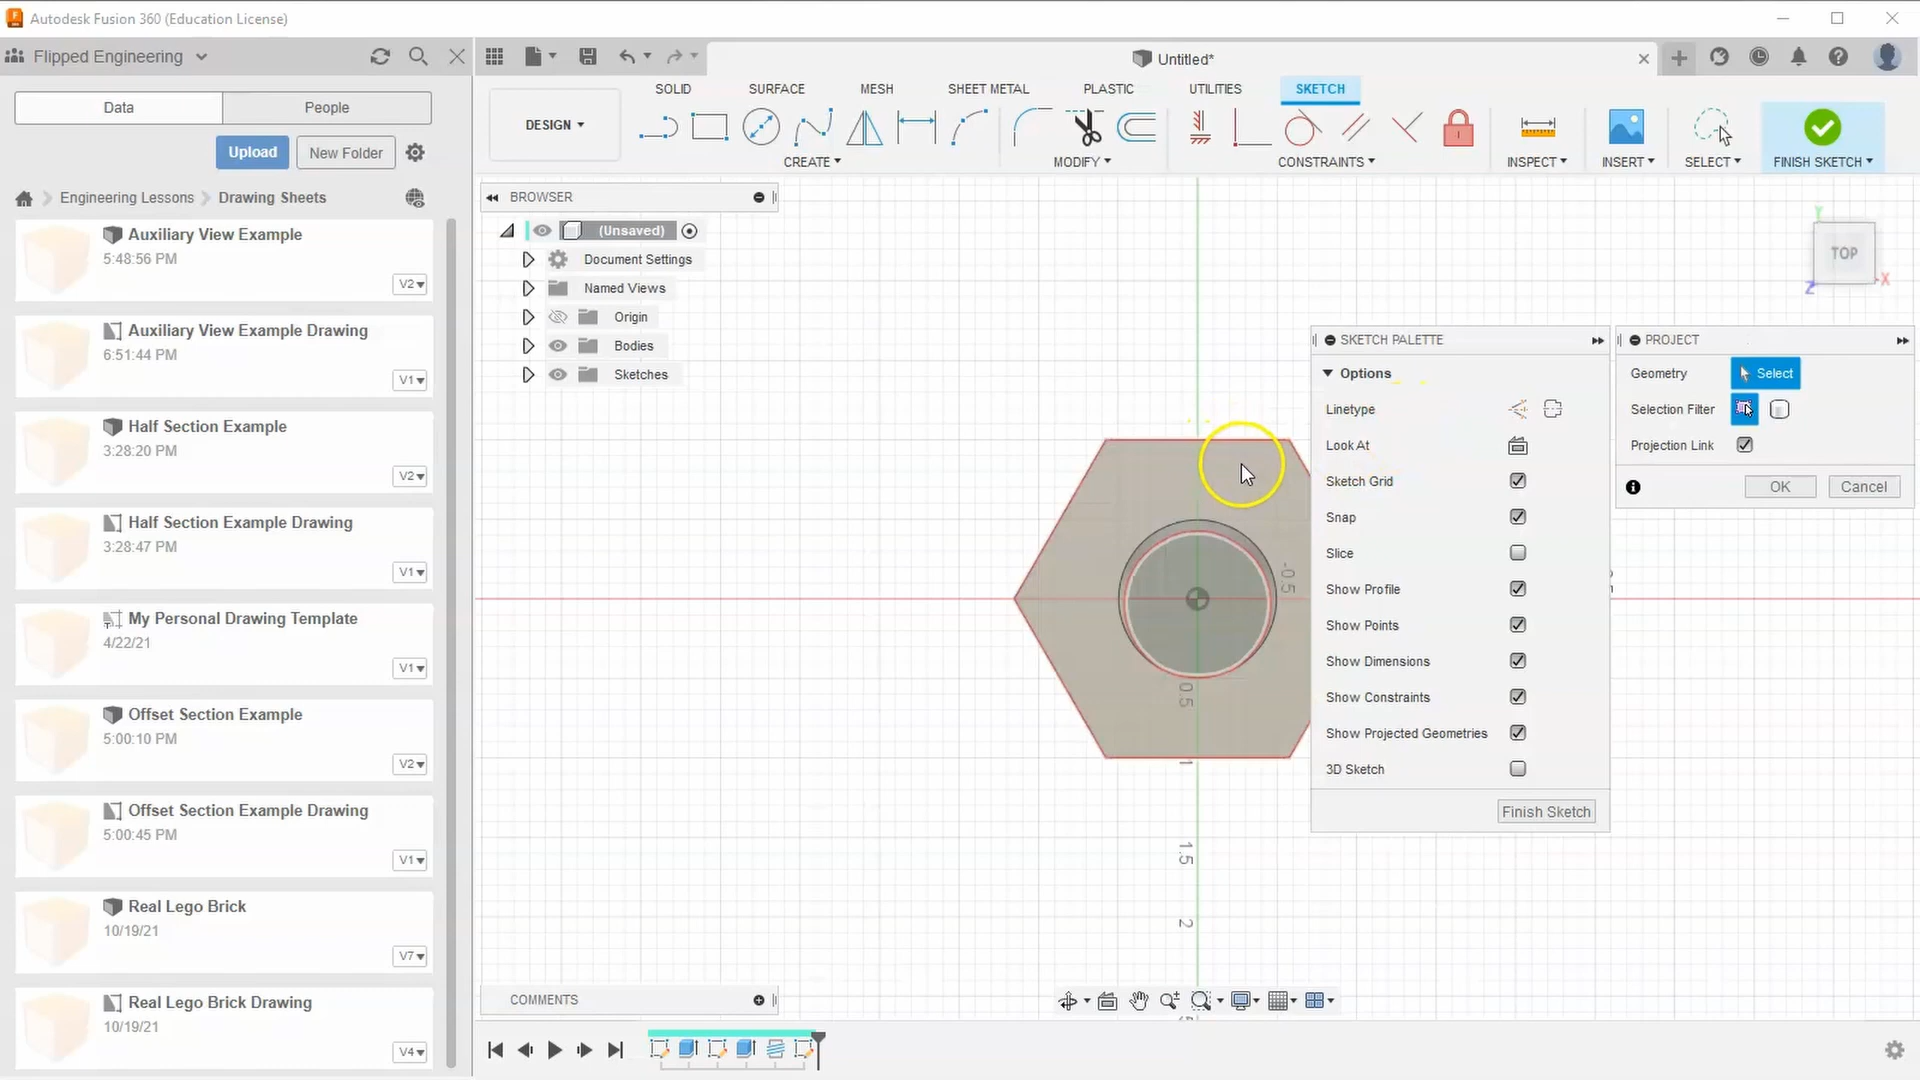 Autodesk Fusion 360 (Education License)
Flipped Engineering
Untitled*
Data
People
Upload
New Folder
Engineering Lessons
Drawing Sheets
Auxiliary View Example
5:48:56 PM
V2
Auxiliary View Example Drawing
6:51:44 PM
V1
Half Section Example
3:28:20 PM
V2
Half Section Example Drawing
3:28:47 PM
V1
My Personal Drawing Template
4/22/21
V1
Offset Section Example
5:00:10 PM
V2
Offset Section Example Drawing
5:00:45 PM
V1
Real Lego Brick
10/19/21
V7
Real Lego Brick Drawing
10/19/21
V4
DESIGN
SOLID
SURFACE
MESH
SHEET METAL
PLASTIC
UTILITIES
SKETCH
CREATE
MODIFY
CONSTRAINTS
INSPECT
INSERT
SELECT
FINISH SKETCH
BROWSER
(Unsaved)
Document Settings
Named Views
Origin
Bodies
Sketches
Y
TOP
X
Z
-0.5
0.5
1
1.5
2
SKETCH PALETTE
Options
Linetype
Look At
Sketch Grid
Snap
Slice
Show Profile
Show Points
Show Dimensions
Show Constraints
Show Projected Geometries
3D Sketch
Finish Sketch
PROJECT
Geometry
Select
Selection Filter
Projection Link
OK
Cancel
COMMENTS